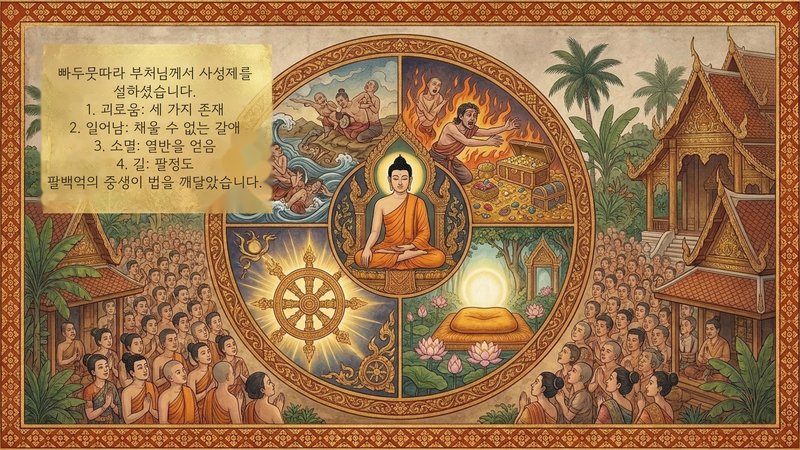 빠두뭇따라 부처님께서 사성제를
설하셨습니다.
1. 괴로움: 세 가지 존재
2. 일어남: 채울 수 없는 갈애
3. 소멸: 열반을 얻음
4. 길: 팔정도
팔백억의 중생이 법을 깨달았습니다.